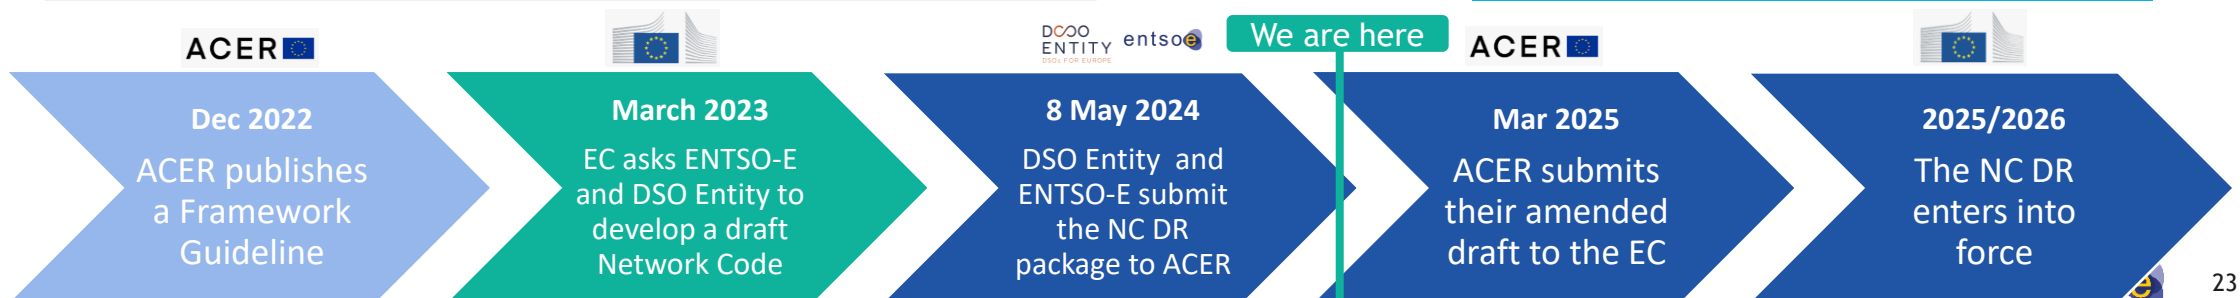 ACER
DSO
ENTITY
DSOs FOR EUROPE
entsoe
We are here
ACER
Dec 2022
ACER publishes
a Framework
Guideline
March 2023
EC asks ENTSO-E
and DSO Entity to
develop a draft
Network Code
8 May 2024
DSO Entity and
ENTSO-E submit
the NC DR
package to ACER
Mar 2025
ACER submits
their amended
draft to the EC
2025/2026
The NC DR
enters into
force
e
23